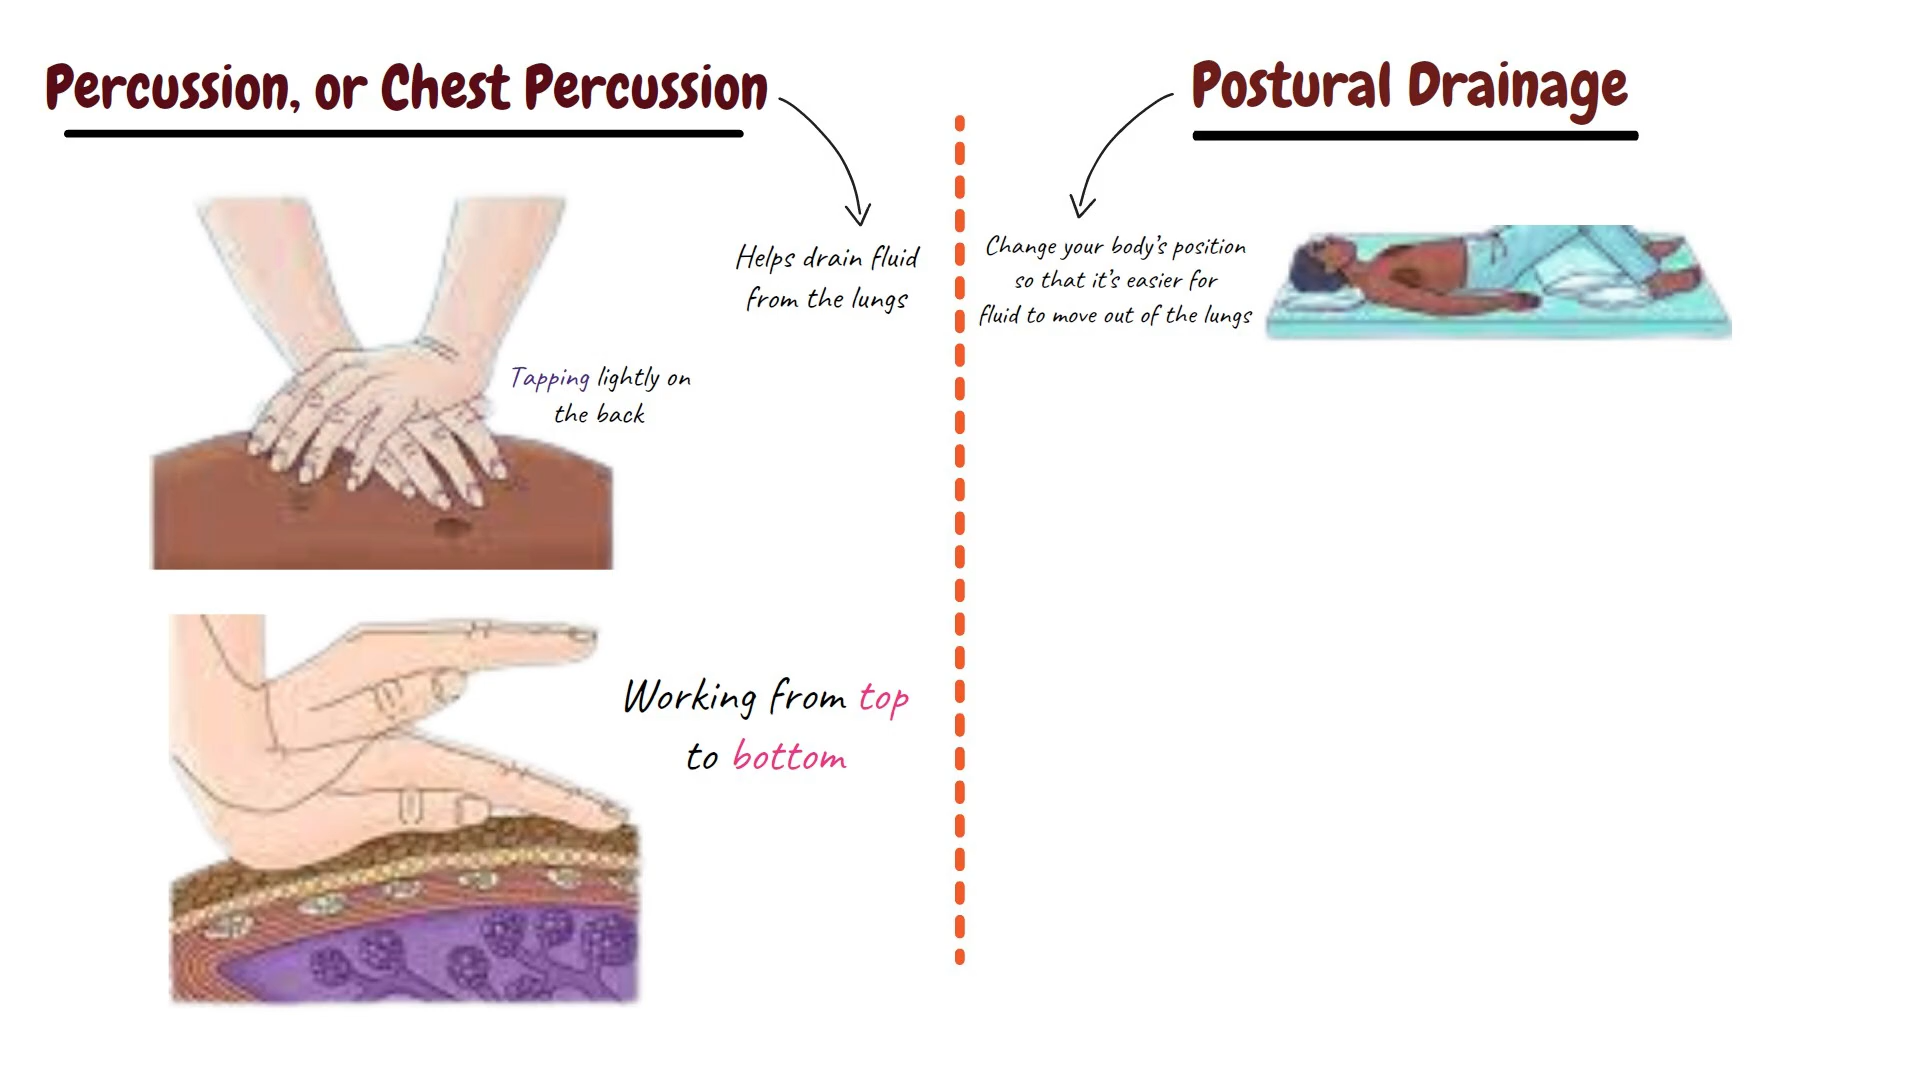 Percussion, or Chest Percussion
Helps drain fluid
from the lungs
Tapping lightly on
the back
Working from top
to bottom
Postural Drainage
Change your body's position
so that it's easier for
fluid to move out of the lungs